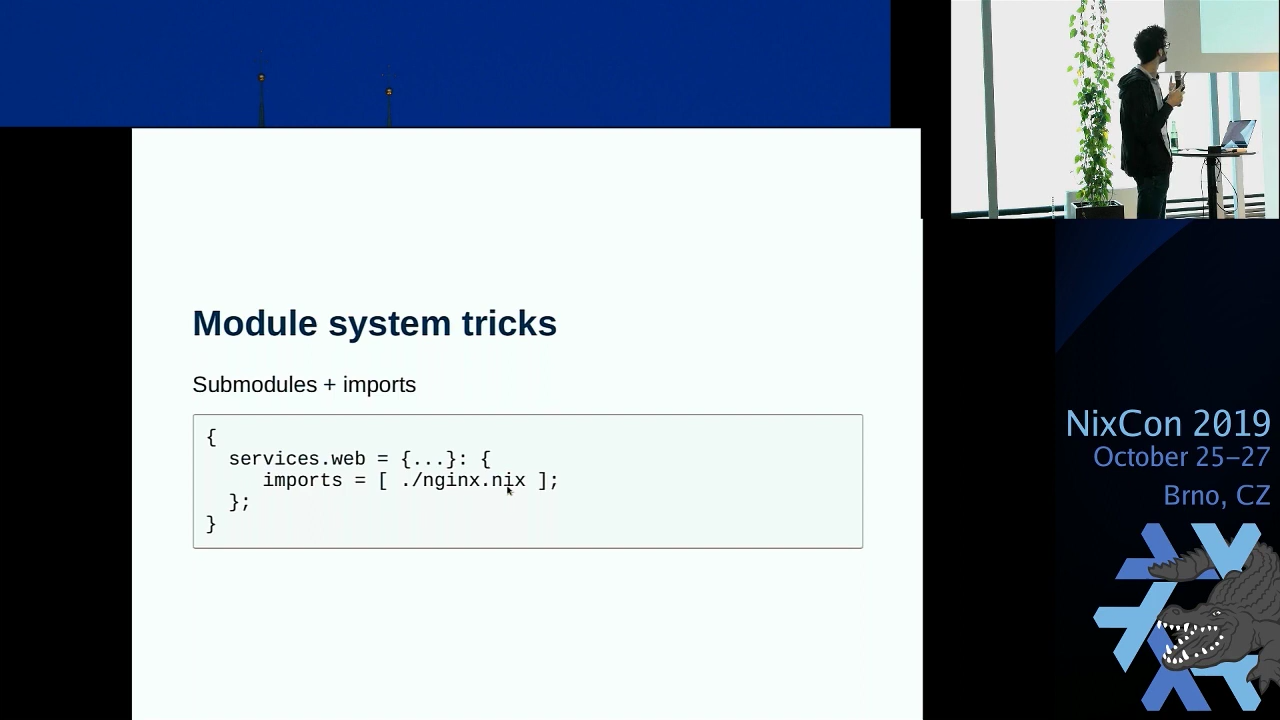 Module system tricks
Submodules + imports
{
  services.web = {...}: {
     imports = [ ./nginx.nix ];
  };
}
NixCon 2019
October 25–27
Brno, CZ